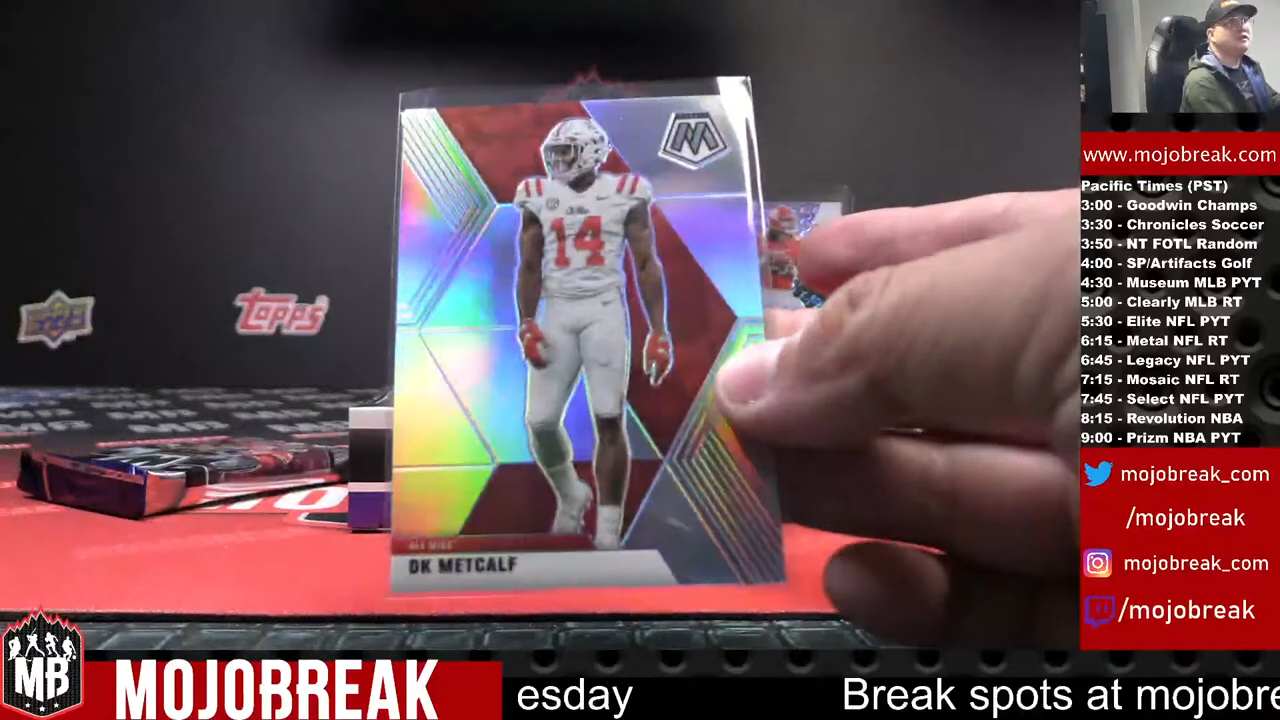 M
Ole Miss
14
OLE MISS
DK METCALF
topps
www.mojobreak.com
Pacific Times (PST)
3:00 - Goodwin Champs
3:30 - Chronicles Soccer
3:50 - NT FOTL Random
4:00 - SP/Artifacts Golf
4:30 - Museum MLB PYT
5:00 - Clearly MLB RT
5:30 - Elite NFL PYT
6:15 - Metal NFL RT
6:45 - Legacy NFL PYT
7:15 - Mosaic NFL RT
7:45 - Select NFL PYT
8:15 - Revolution NBA
9:00 - Prizm NBA PYT
mojobreak_com
/mojobreak
mojobreak_com
/mojobreak
MB
MOJOBREAK
esday
Break spots at mojobre